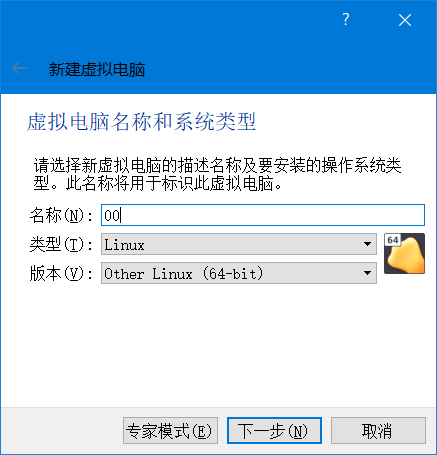 ?
新建虚拟电脑
虚拟电脑名称和系统类型
请选择新虚拟电脑的描述名称及要安装的操作系统类
型。此名称将用于标识此虚拟电脑。
名称(N): 00
类型(T): Linux
64
版本(V): Other Linux (64-bit)
专家模式(E) 下一步(N) 取消